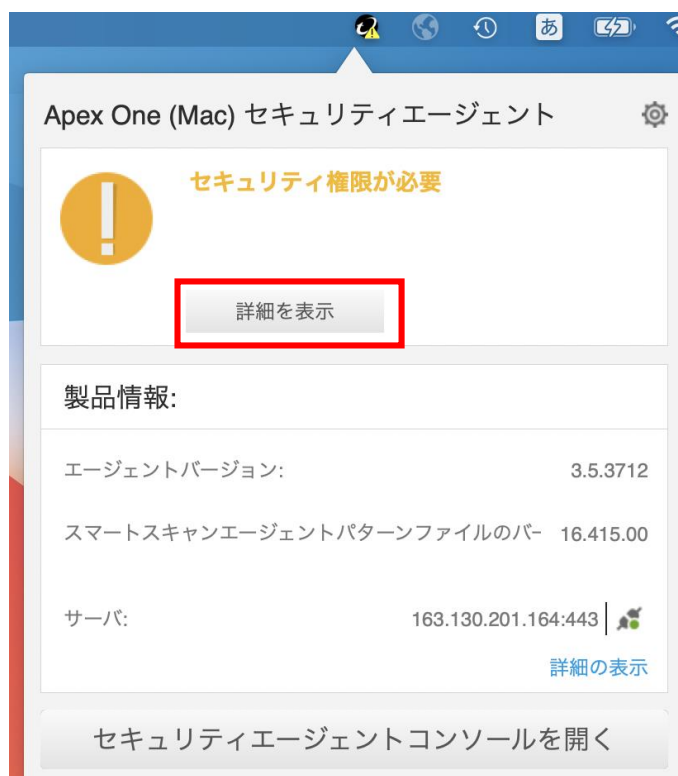 あ
Apex One (Mac) セキュリティエージェント
セキュリティ権限が必要
詳細を表示
製品情報:
エージェントバージョン: 3.5.3712
スマートスキャンエージェントパターンファイルのバー 16.415.00
サーバ: 163.130.201.164:443
詳細の表示
セキュリティエージェントコンソールを開く